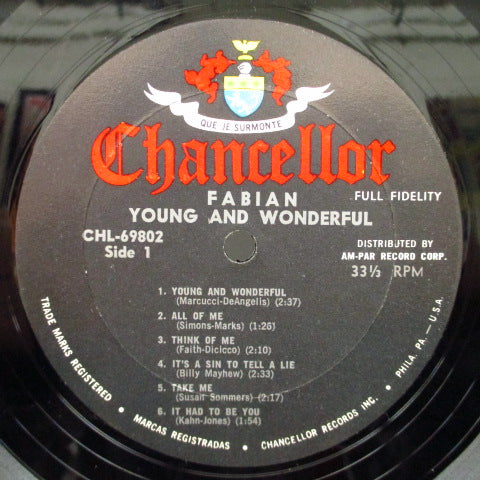 QUE JE SURMONTE
Chancellor
FABIAN
FULL FIDELITY
YOUNG AND WONDERFUL
CHL-69802
Side 1
DISTRIBUTED BY
AM-PAR RECORD CORP.
33⅓ RPM
1. YOUNG AND WONDERFUL
(Marcucci-DeAngelis) (2:37)
2. ALL OF ME
(Simons-Marks) (1:26)
3. THINK OF ME
(Faith-Dicicco) (2:10)
4. IT'S A SIN TO TELL A LIE
(Billy Mayhew) (2:33)
5. TAKE ME
(Susan Sommers) (2:17)
6. IT HAD TO BE YOU
(Kahn-Jones) (1:54)
TRADE MARKS REGISTERED • MARCAS REGISTRADAS • CHANCELLOR RECORDS INC. • PHILA. PA. — U.S.A.